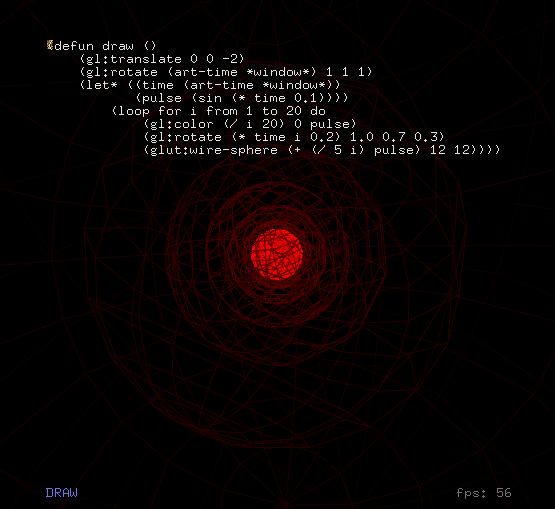 (defun draw ()
    (gl:translate 0 0 -2)
    (gl:rotate (art-time *window*) 1 1 1)
    (let* ((time (art-time *window*))
           (pulse (sin (* time 0.1))))
        (loop for i from 1 to 20 do
            (gl:color (/ i 20) 0 pulse)
            (gl:rotate (* time i 0.2) 1.0 0.7 0.3)
            (glut:wire-sphere (+ (/ 5 i) pulse) 12 12))))
DRAW
fps: 56